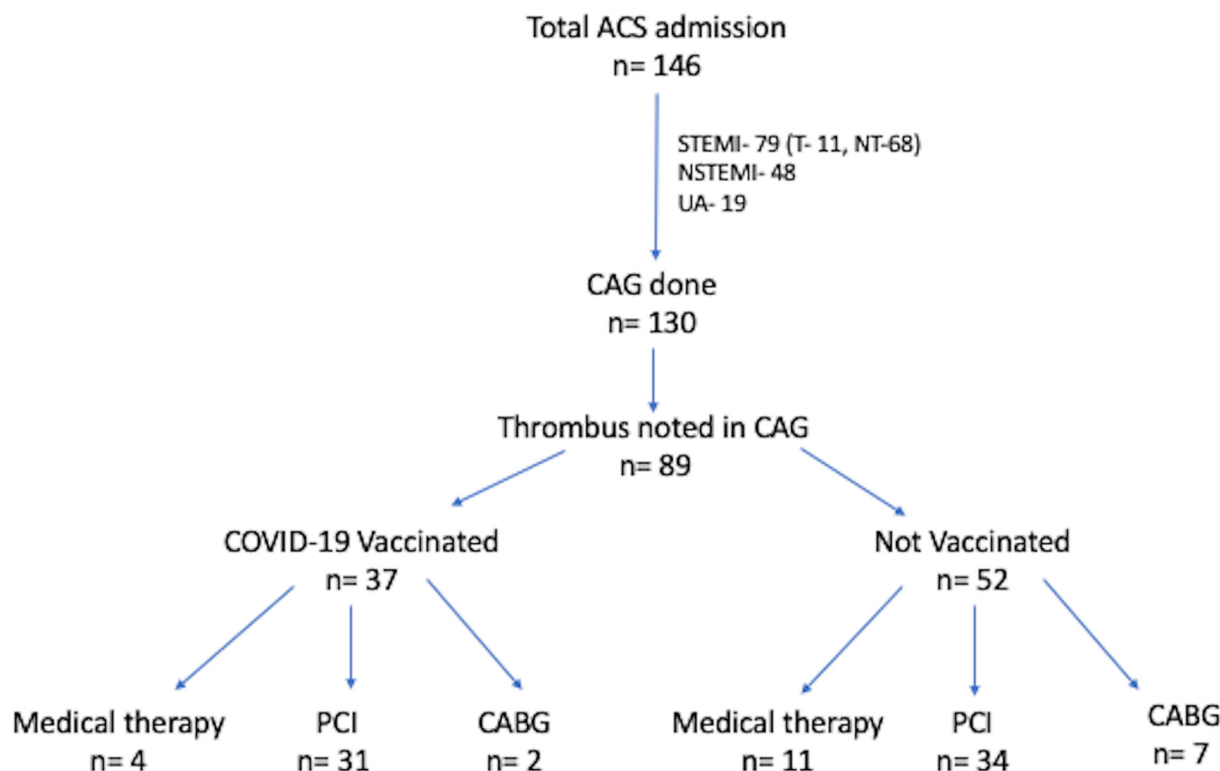 Total ACS admission
n= 146
STEMI- 79 (T- 11, NT-68)
NSTEMI- 48
UA- 19
CAG done
n= 130
Thrombus noted in CAG
n= 89
COVID-19 Vaccinated
n= 37
Not Vaccinated
n= 52
Medical therapy
n= 4
PCI
n= 31
CABG
n= 2
Medical therapy
n= 11
PCI
n= 34
CABG
n= 7